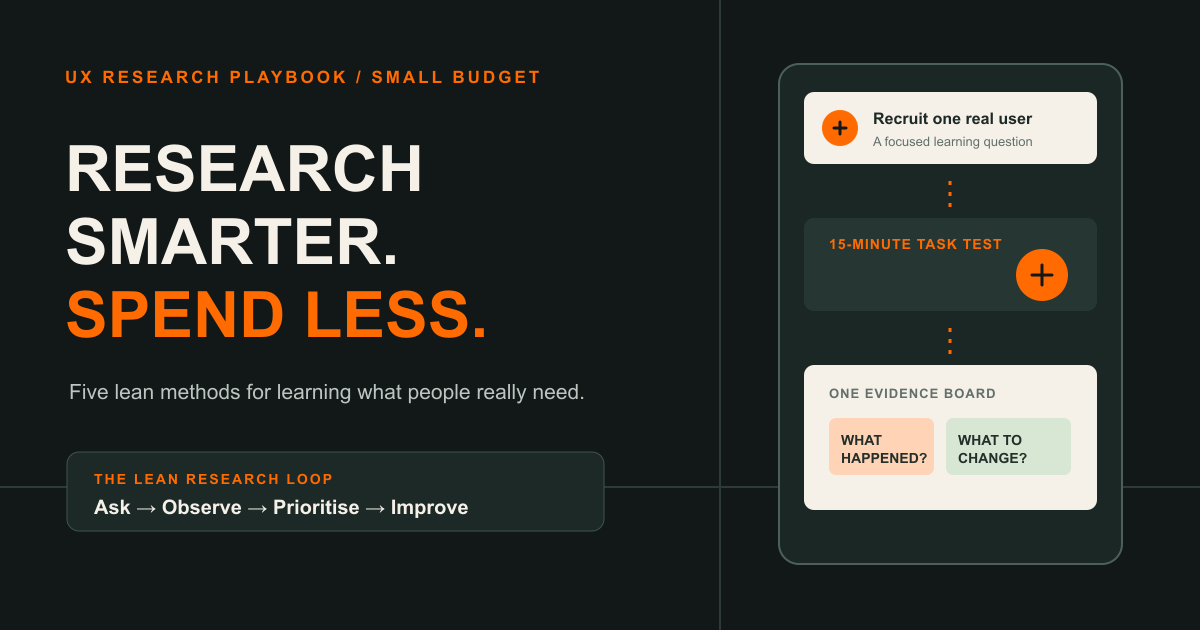 UX RESEARCH PLAYBOOK / SMALL BUDGET
RESEARCH
SMARTER.
SPEND LESS.
Five lean methods for learning what people really need.
THE LEAN RESEARCH LOOP
Ask → Observe → Prioritise → Improve
Recruit one real user
A focused learning question
15-MINUTE TASK TEST
ONE EVIDENCE BOARD
WHAT
HAPPENED?
WHAT TO
CHANGE?